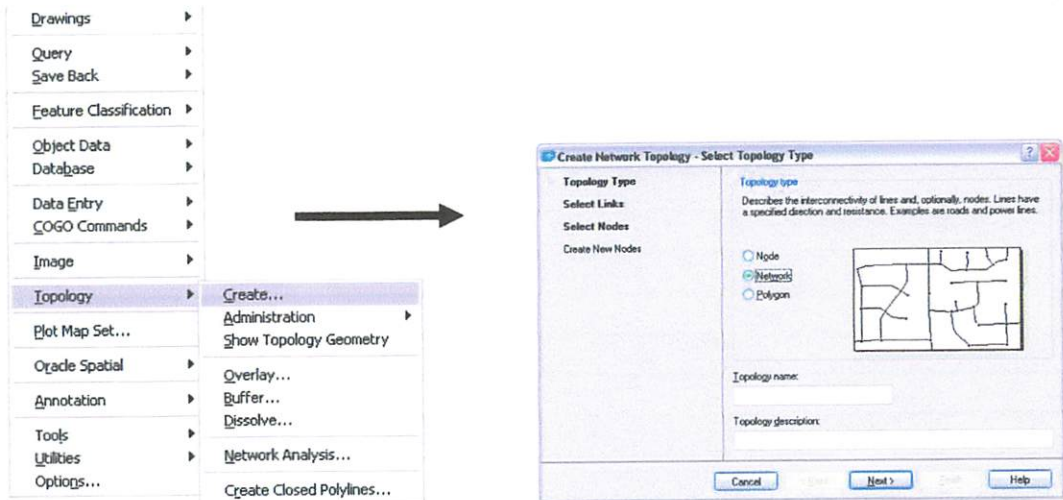 Drawings
Query
Save Back
Feature Classification
Object Data
Database
Data Entry
COGO Commands
Image
Topology
Plot Map Set...
Oracle Spatial
Annotation
Tools
Utilities
Options...
Create...
Administration
Show Topology Geometry
Overlay...
Buffer...
Dissolve...
Network Analysis...
Create Closed Polylines...
Create Network Topology - Select Topology Type
Topology Type
Select Links
Select Nodes
Create New Nodes
Topology type
Describes the interconnectivity of lines and, optionally, nodes. Lines have
a specified direction and resistance. Examples are roads and power lines.
Node
Network
Polygon
Topology name:
Topology description:
Cancel
Next >
Help